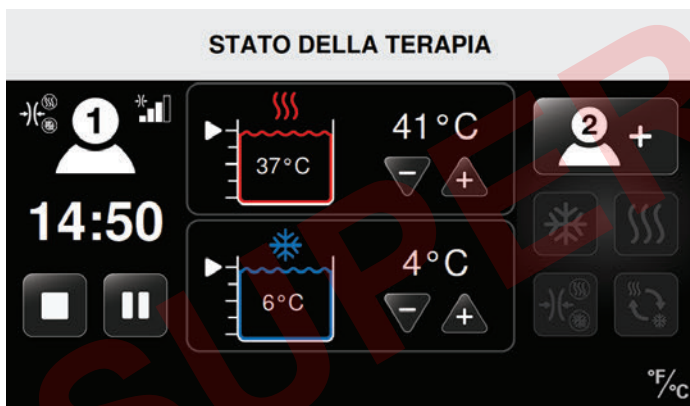 STATO DELLA TERAPIA
1
14:50
37°C
41°C
6°C
4°C
2 +
°F/°C
SUPER